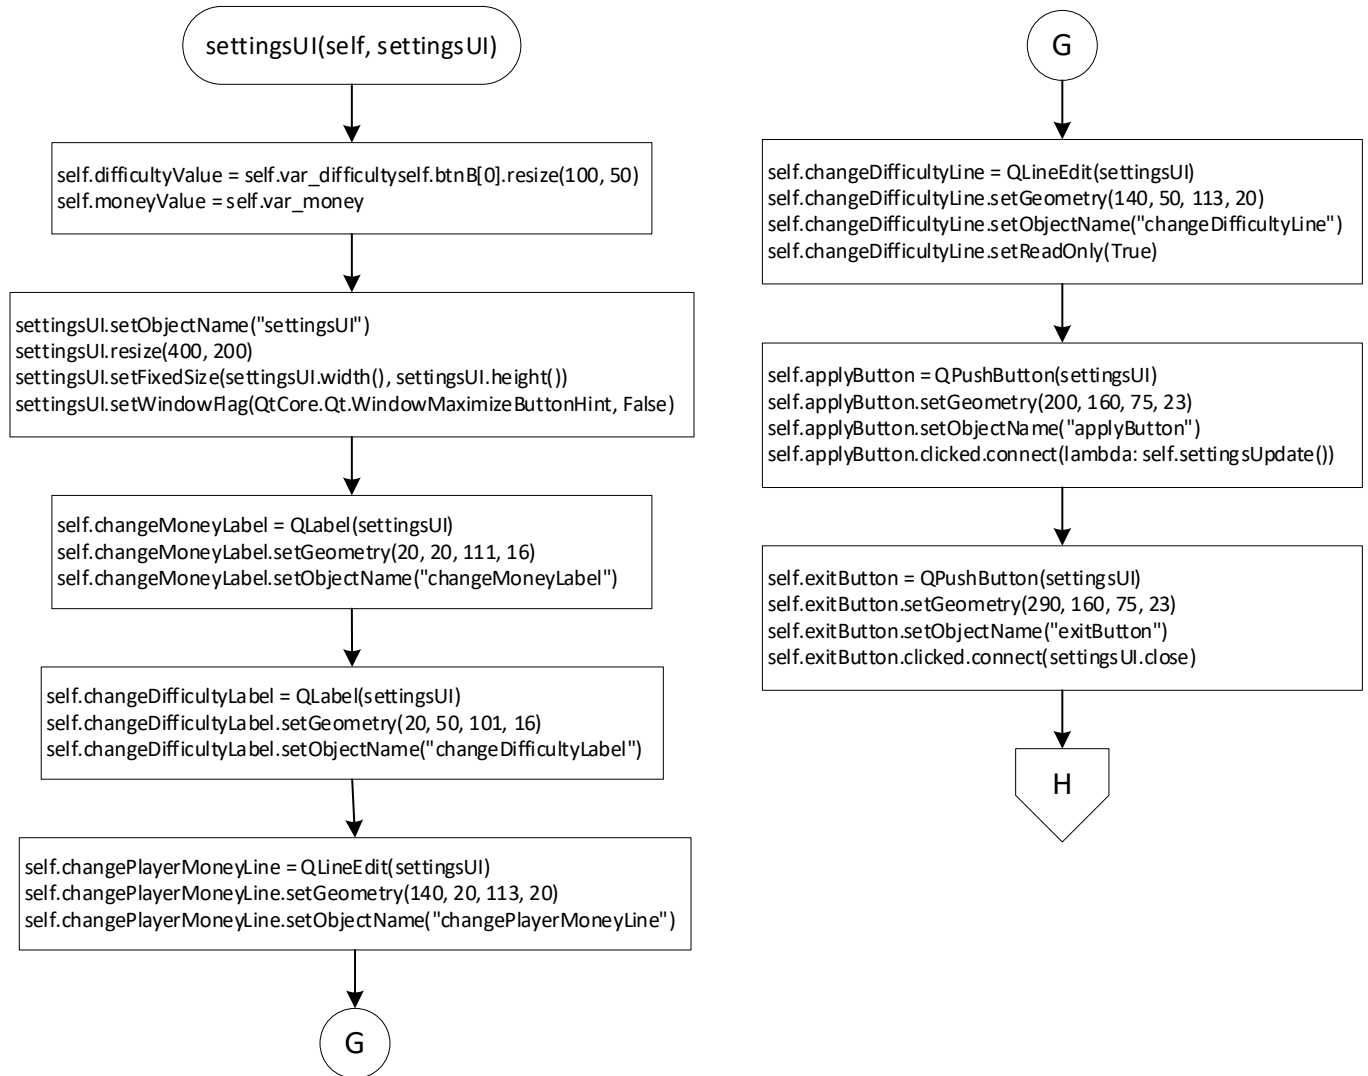 settingsUI(self, settingsUI)
self.difficultyValue = self.var_difficultyself.btnB[0].resize(100, 50)
self.moneyValue = self.var_money
settingsUI.setObjectName("settingsUI")
settingsUI.resize(400, 200)
settingsUI.setFixedSize(settingsUI.width(), settingsUI.height())
settingsUI.setWindowFlag(QtCore.Qt.WindowMaximizeButtonHint, False)
self.changeMoneyLabel = QLabel(settingsUI)
self.changeMoneyLabel.setGeometry(20, 20, 111, 16)
self.changeMoneyLabel.setObjectName("changeMoneyLabel")
self.changeDifficultyLabel = QLabel(settingsUI)
self.changeDifficultyLabel.setGeometry(20, 50, 101, 16)
self.changeDifficultyLabel.setObjectName("changeDifficultyLabel")
self.changePlayerMoneyLine = QLineEdit(settingsUI)
self.changePlayerMoneyLine.setGeometry(140, 20, 113, 20)
self.changePlayerMoneyLine.setObjectName("changePlayerMoneyLine")
G
G
self.changeDifficultyLine = QLineEdit(settingsUI)
self.changeDifficultyLine.setGeometry(140, 50, 113, 20)
self.changeDifficultyLine.setObjectName("changeDifficultyLine")
self.changeDifficultyLine.setReadOnly(True)
self.applyButton = QPushButton(settingsUI)
self.applyButton.setGeometry(200, 160, 75, 23)
self.applyButton.setObjectName("applyButton")
self.applyButton.clicked.connect(lambda: self.settingsUpdate())
self.exitButton = QPushButton(settingsUI)
self.exitButton.setGeometry(290, 160, 75, 23)
self.exitButton.setObjectName("exitButton")
self.exitButton.clicked.connect(settingsUI.close)
H